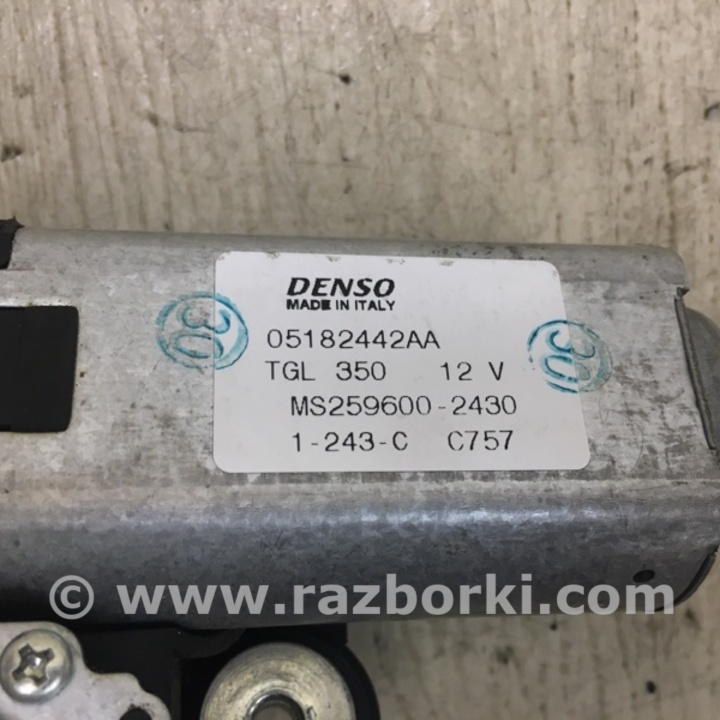 DENSO
MADE IN ITALY
05182442AA
TGL 350 12 V
MS259600-2430
1-243-C C757
30
30
© www.razborki.com